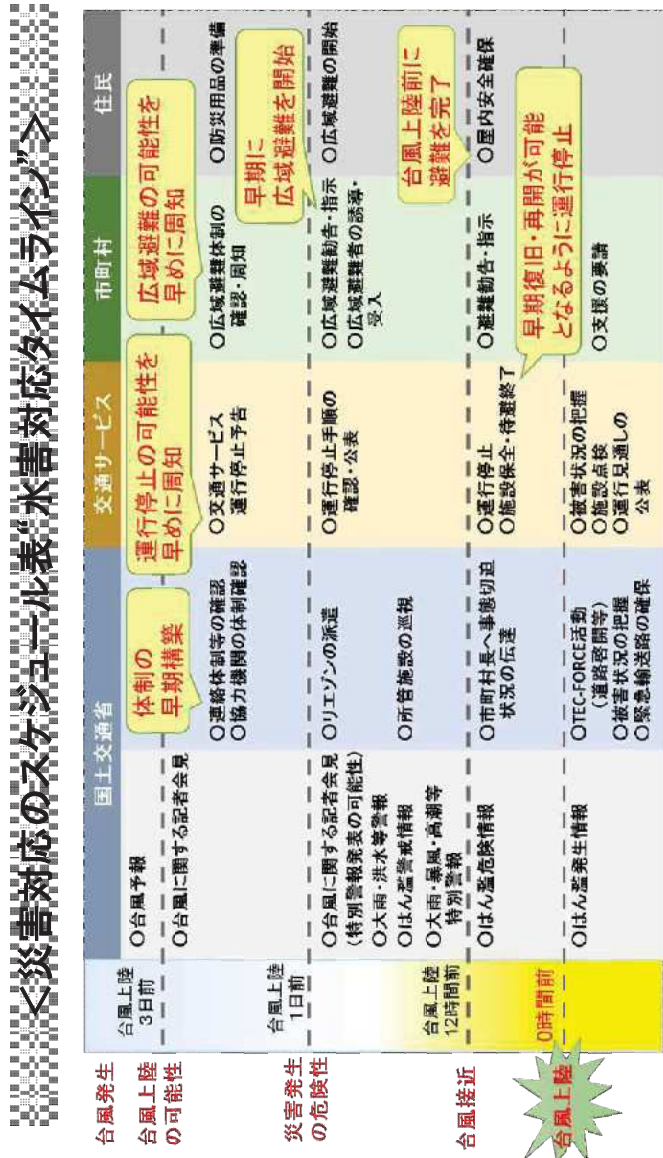 ＜災害対応のスケジュール表“水害対応タイムライン”＞
国土交通省
交通サービス
市町村
住民
台風発生
台風上陸
の可能性
台風上陸
3日前
○台風予報
○台風に関する記者会見
体制の
早期構築
運行停止の可能性を
早めに周知
広域避難の可能性を
早めに周知
○連絡体制等の確認
○協力機関の体制確認
○交通サービス
運行停止予告
○広域避難体制の
確認・周知
○防災用品の準備
早期に
広域避難を開始
災害発生
の危険性
台風上陸
1日前
○台風に関する記者会見
(特別警報発表の可能性)
○大雨・洪水等警報
○はん濫警戒情報
○大雨・暴風・高潮等
特別警報
○リエゾンの派遣
○所管施設の巡視
○運行停止手順の
確認・公表
○広域避難勧告・指示
○広域避難者の誘導・
受入
○広域避難の開始
台風上陸前に
避難を完了
台風接近
台風上陸
12時間前
○はん濫危険情報
○市町村長へ事態切迫
状況の伝達
○運行停止
○施設保全・待避終了
○避難勧告・指示
○屋内安全確保
早期復旧・再開が可能
となるように運行停止
台風上陸
0時間前
○はん濫発生情報
○TEC-FORCE活動
(道路啓開等)
○被害状況の把握
○緊急輸送路の確保
○被害状況の把握
○施設点検
○運行見通しの
公表
○支援の要請